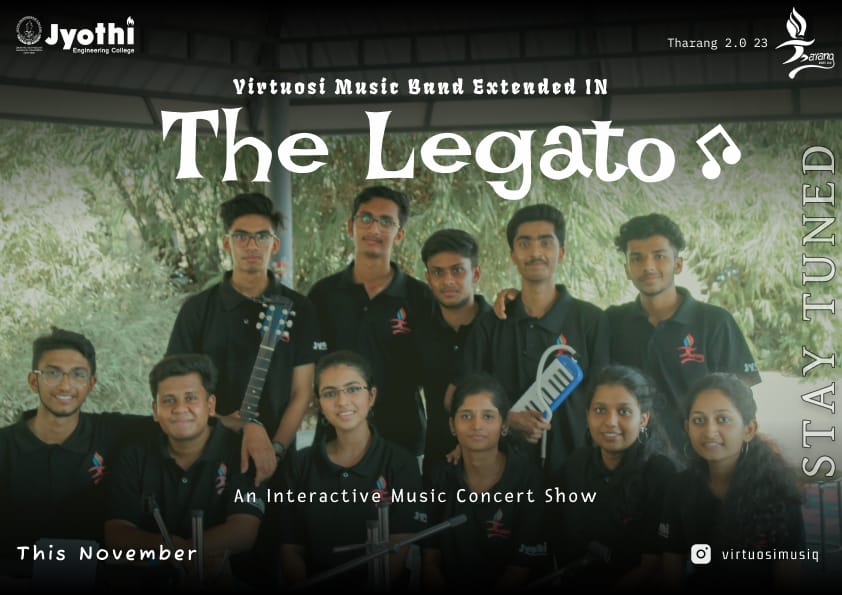 Jyothi
Engineering College
Tharang 2.0 23
Virtuosi Music Band Extended IN
The Legato
STAY TUNED
An Interactive Music Concert Show
This November
virtuosimusiq